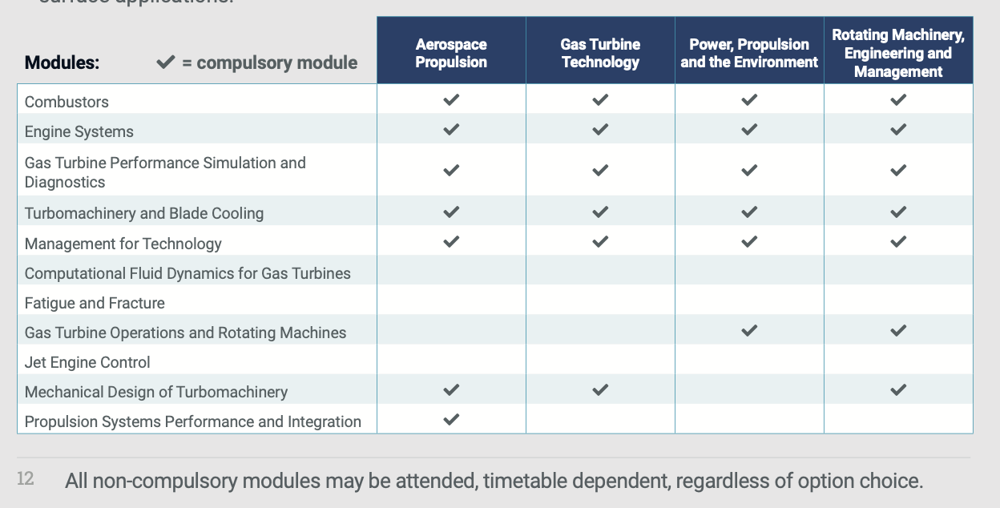 surface applications.
Modules: ✔ = compulsory module
Aerospace
Propulsion
Gas Turbine
Technology
Power, Propulsion
and the Environment
Rotating Machinery,
Engineering and
Management
Combustors ✔ ✔ ✔ ✔
Engine Systems ✔ ✔ ✔ ✔
Gas Turbine Performance Simulation and
Diagnostics ✔ ✔ ✔ ✔
Turbomachinery and Blade Cooling ✔ ✔ ✔ ✔
Management for Technology ✔ ✔ ✔ ✔
Computational Fluid Dynamics for Gas Turbines
Fatigue and Fracture
Gas Turbine Operations and Rotating Machines ✔ ✔
Jet Engine Control
Mechanical Design of Turbomachinery ✔ ✔ ✔
Propulsion Systems Performance and Integration ✔
12 All non-compulsory modules may be attended, timetable dependent, regardless of option choice.